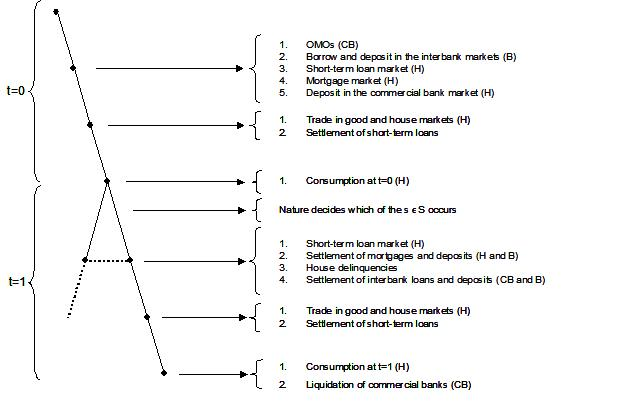 1. OMOs (CB)
2. Borrow and deposit in the interbank markets (B)
3. Short-term loan market (H)
4. Mortgage market (H)
5. Deposit in the commercial bank market (H)
t=0
1. Trade in good and house markets (H)
2. Settlement of short-term loans
1. Consumption at t=0 (H)
Nature decides which of the s ϵ S occurs
1. Short-term loan market (H)
2. Settlement of mortgages and deposits (H and B)
3. House delinquencies
4. Settlement of interbank loans and deposits (CB and B)
t=1
1. Trade in good and house markets (H)
2. Settlement of short-term loans
1. Consumption at t=1 (H)
2. Liquidation of commercial banks (CB)